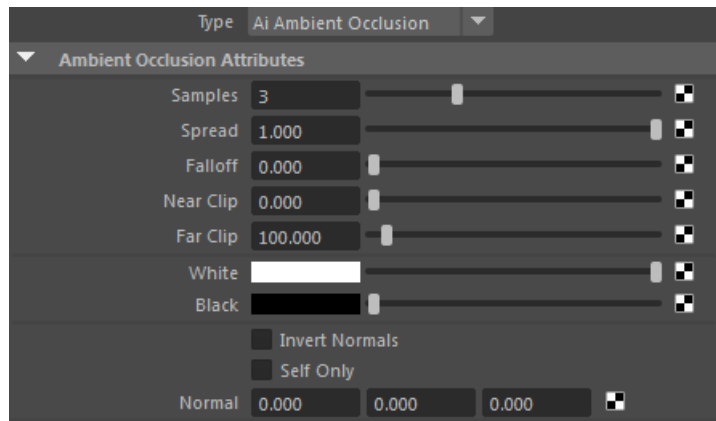 Type Ai Ambient Occlusion
Ambient Occlusion Attributes
Samples 3
Spread 1.000
Falloff 0.000
Near Clip 0.000
Far Clip 100.000
White
Black
Invert Normals
Self Only
Normal 0.000 0.000 0.000